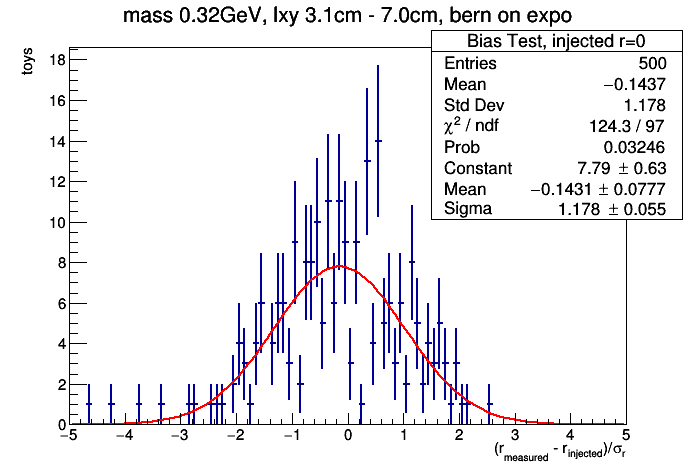 mass 0.32GeV, lxy 3.1cm - 7.0cm, bern on expo
Bias Test, injected r=0
Entries 500
Mean −0.1437
Std Dev 1.178
χ² / ndf 124.3 / 97
Prob 0.03246
Constant 7.79 ± 0.63
Mean −0.1431 ± 0.0777
Sigma 1.178 ± 0.055
toys
18
16
14
12
10
8
6
4
2
0
−5 −4 −3 −2 −1 0 1 2 3 4 5
(r_measured - r_injected)/σ_r